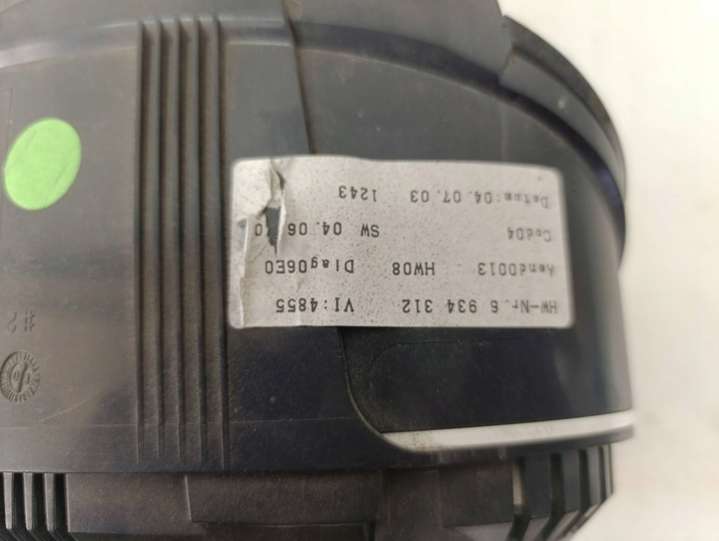 HW-Nr. 6 934 312 VI:4855
Aend0013 HW08 Diag06E0
Cod04 SW 04.06
Datum:04.07.03 1243
#2